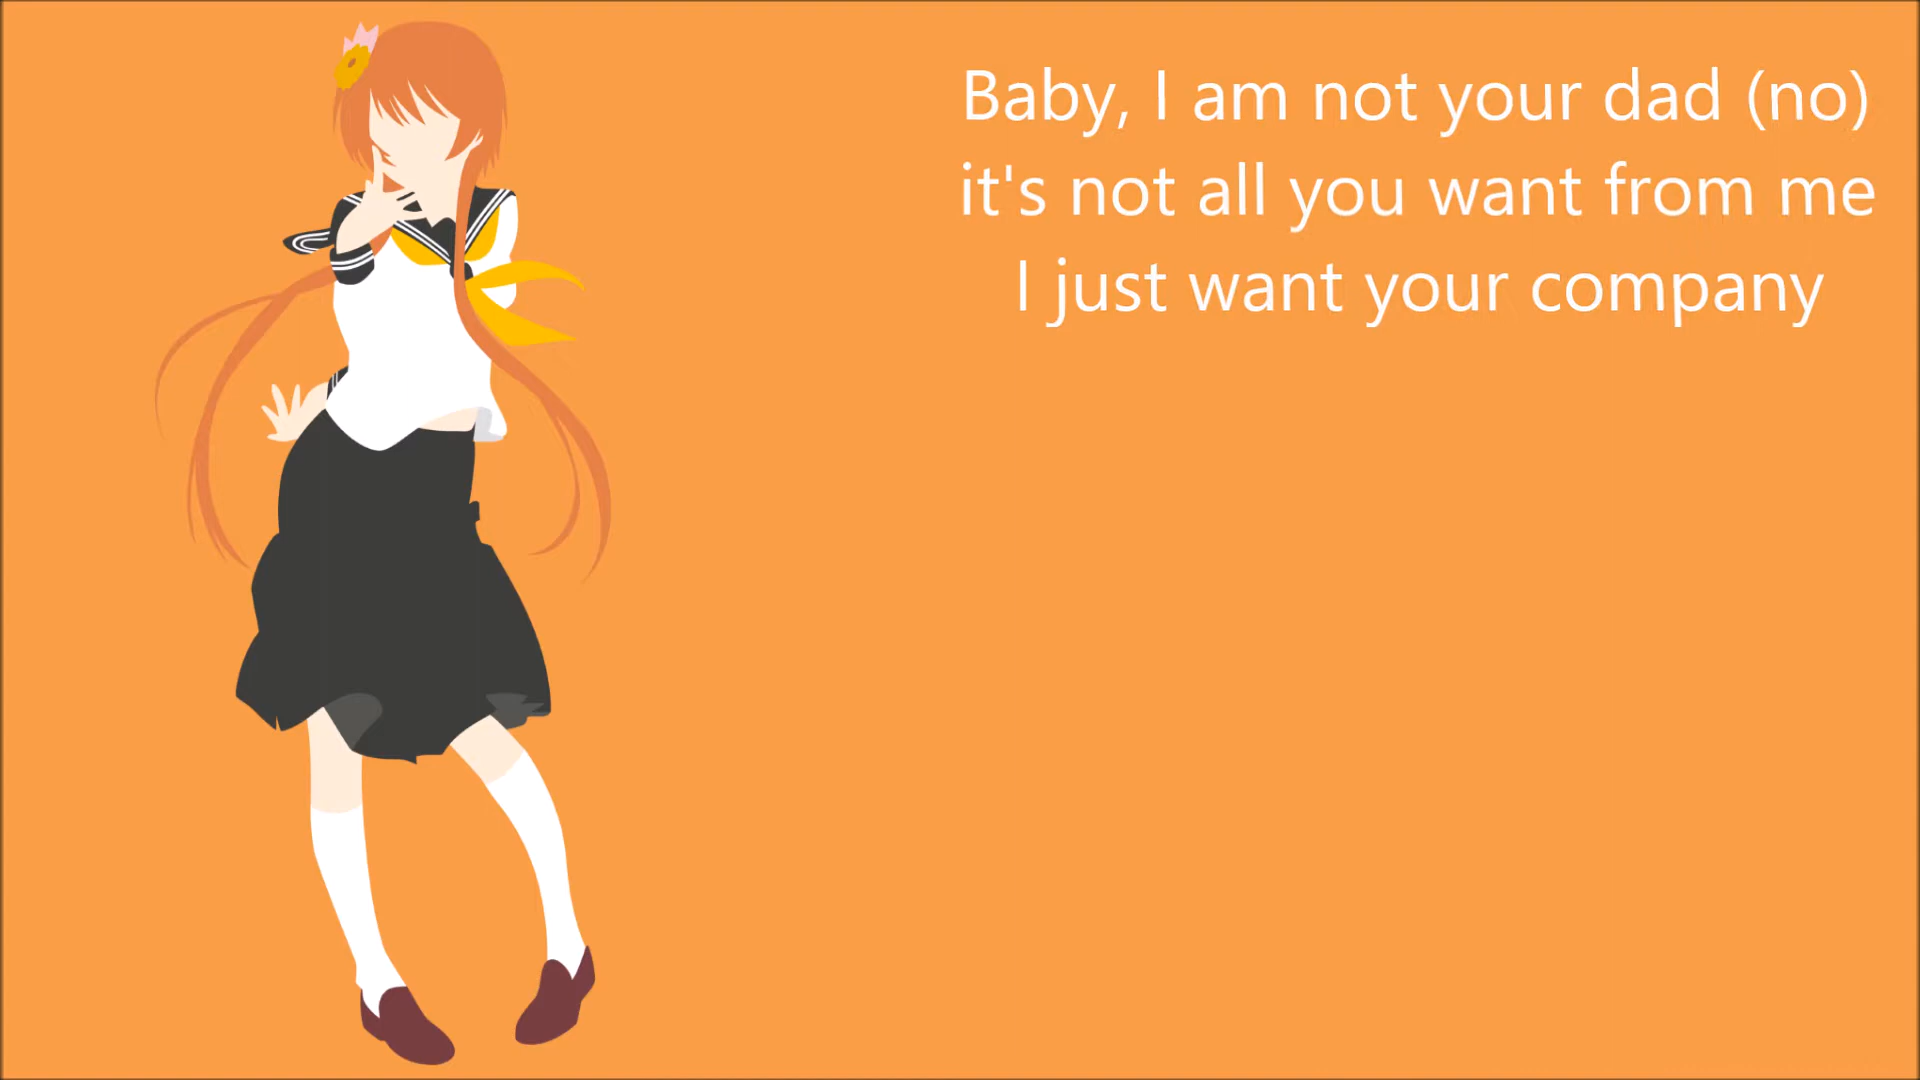 Baby, I am not your dad (no)
it's not all you want from me
I just want your company